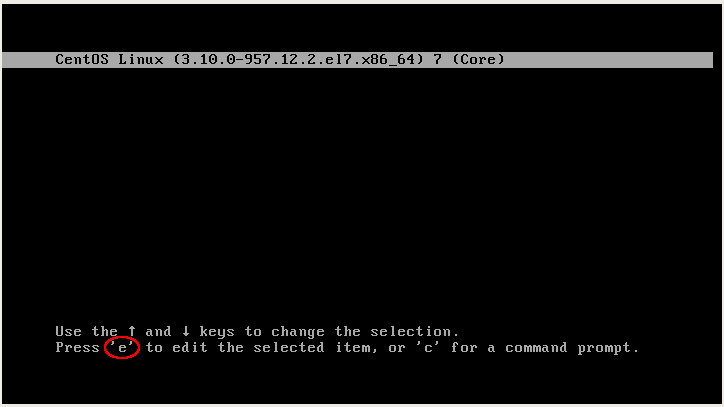 CentOS Linux (3.10.0-957.12.2.el7.x86_64) 7 (Core)
Use the ↑ and ↓ keys to change the selection.
Press 'e' to edit the selected item, or 'c' for a command prompt.